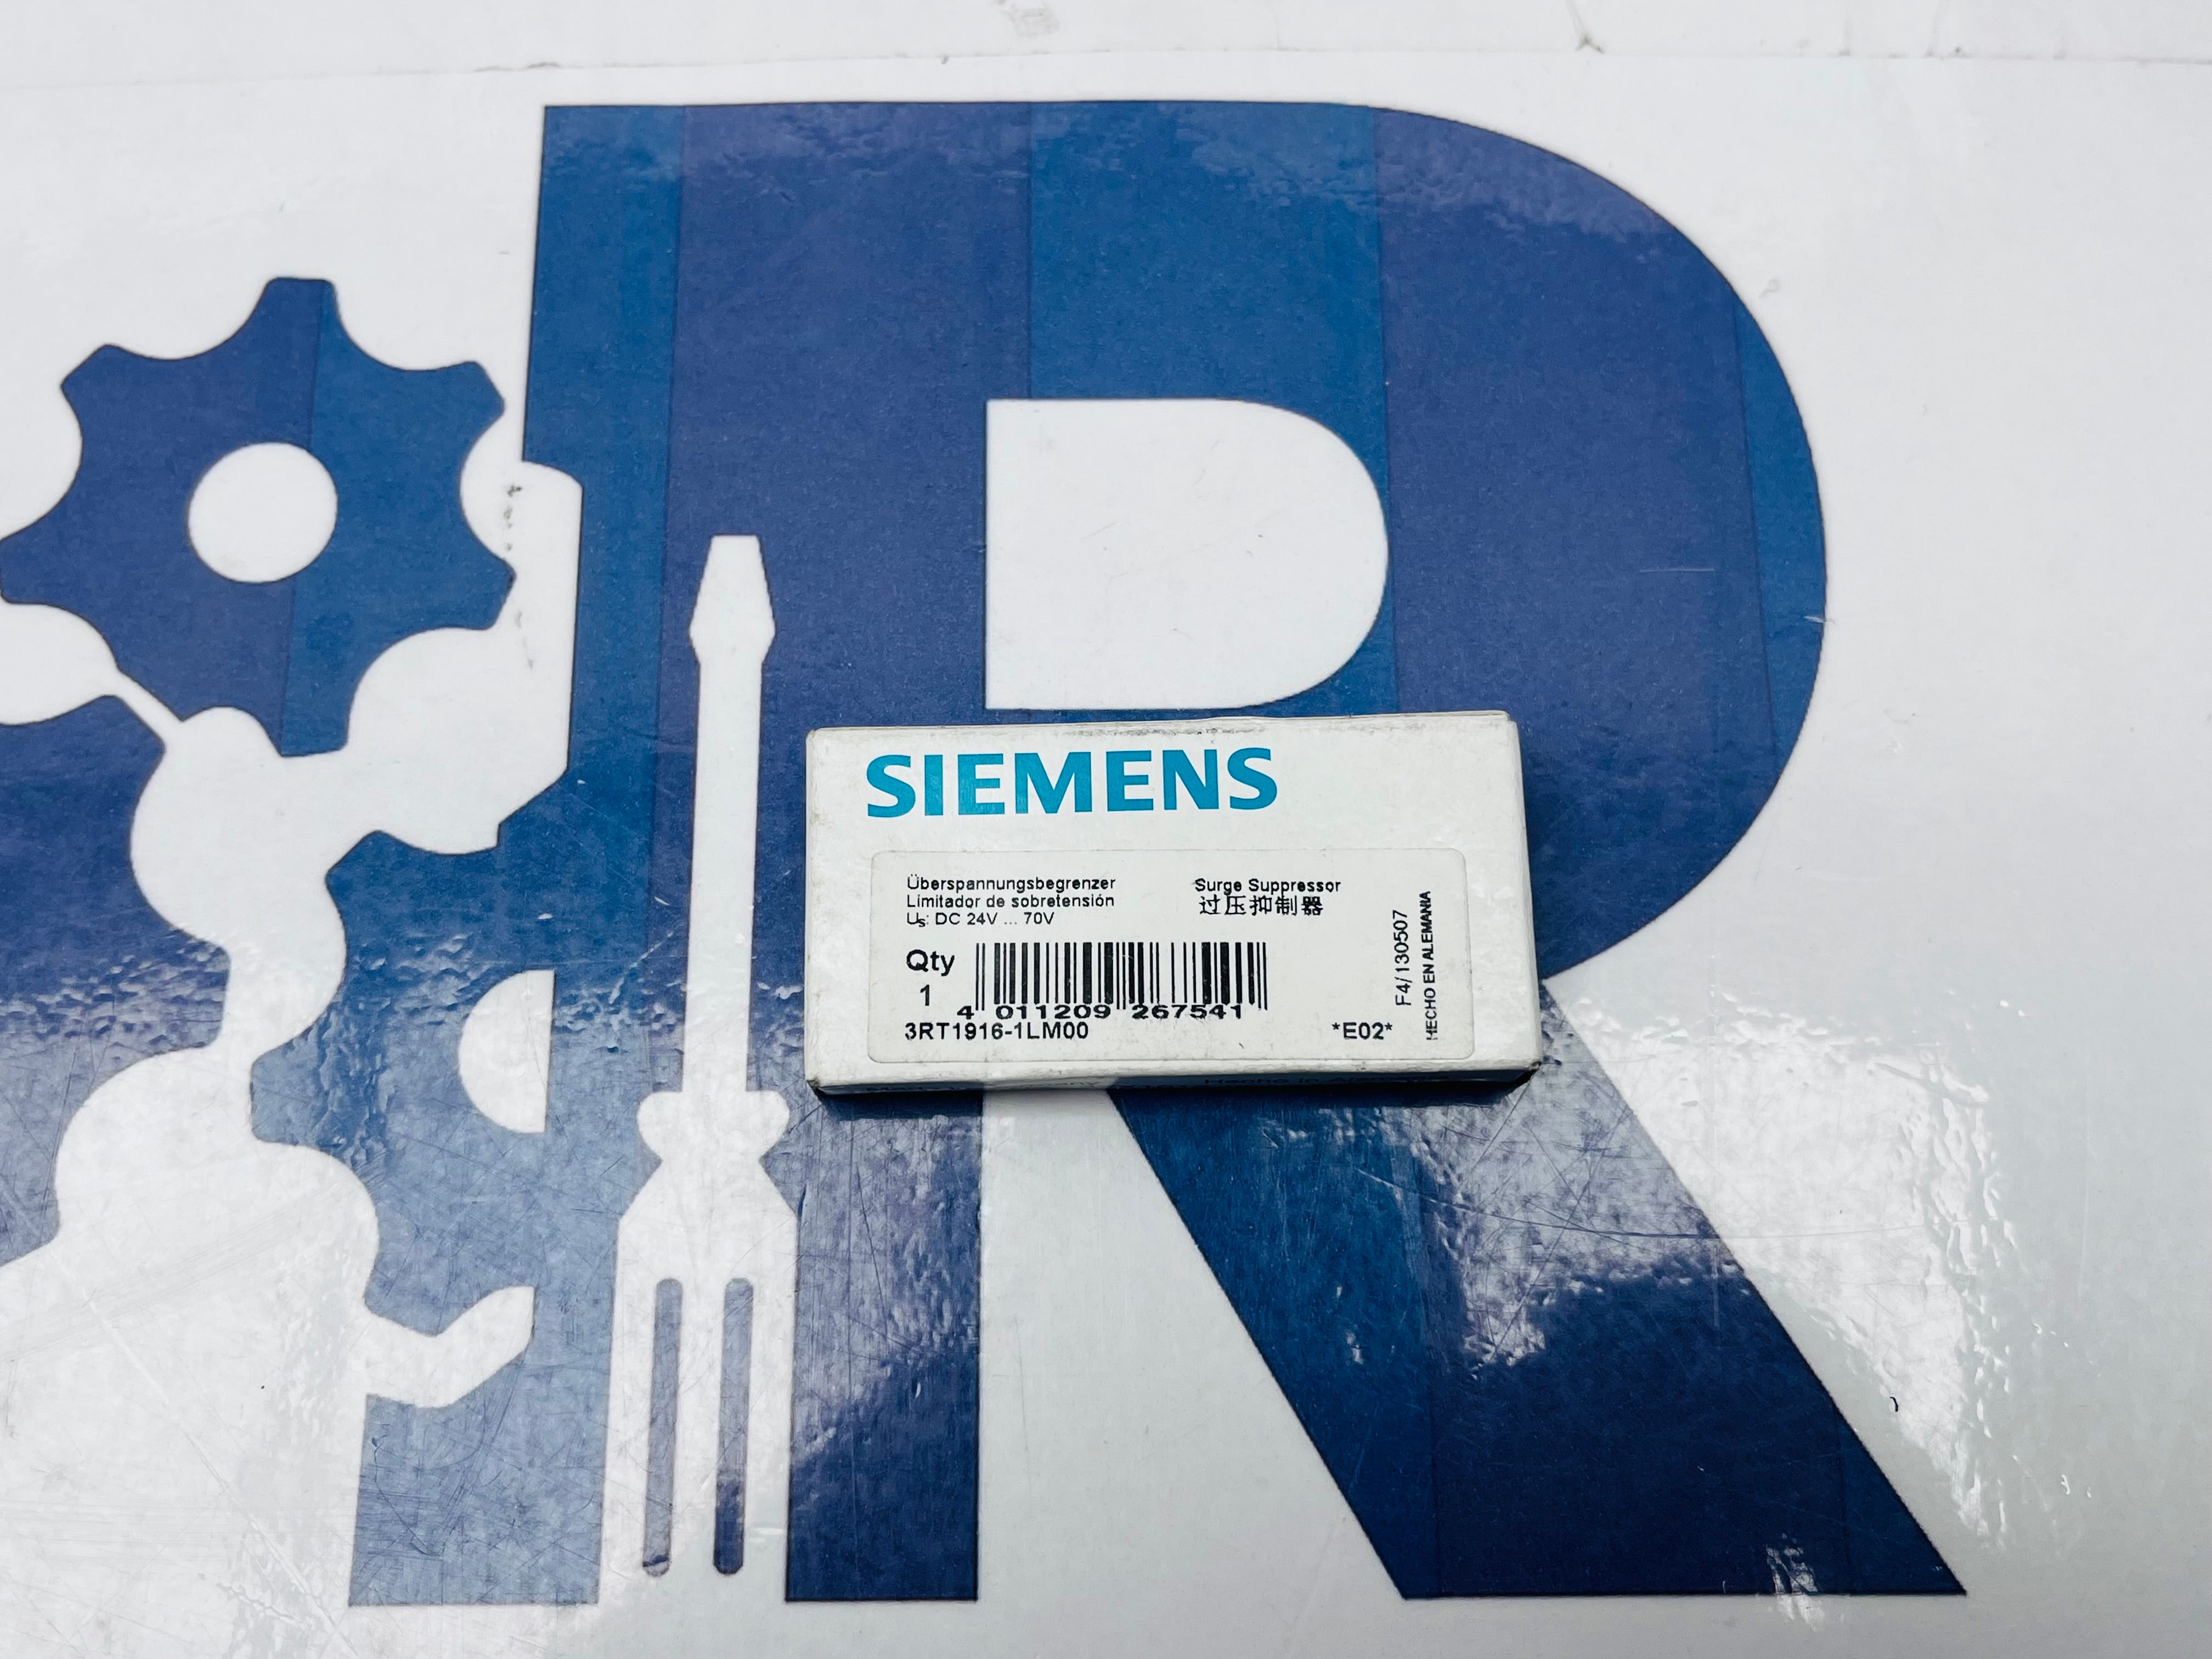 SIEMENS
Überspannungsbegrenzer
Limitador de sobretensión
Us: DC 24V ... 70V
Surge Suppressor
过压抑制器
Qty
1
4 011209 267541
3RT1916-1LM00
*E02*
F4/130507
HECHO EN ALEMANIA